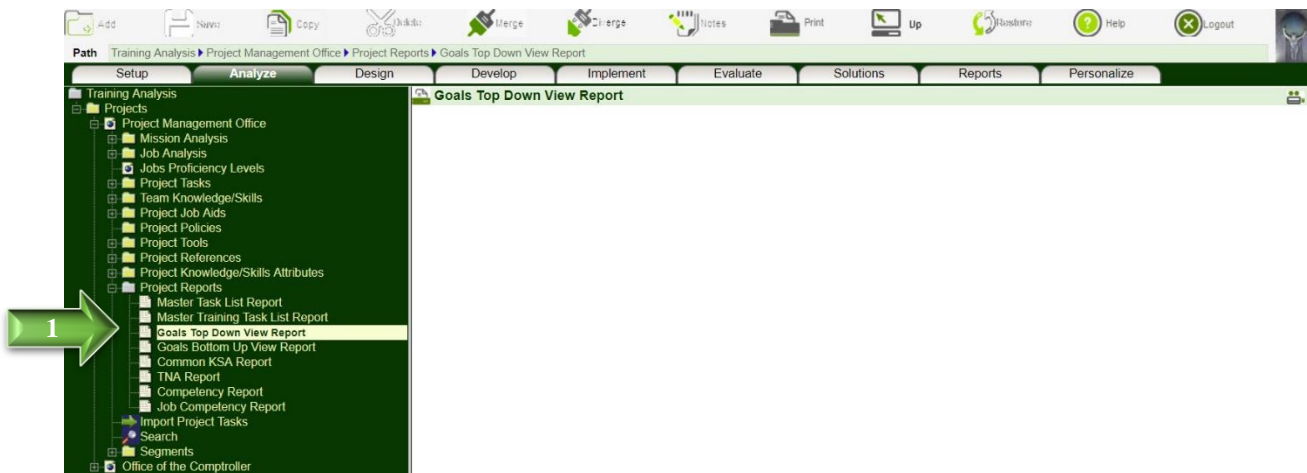 Add Save Copy Delete Merge Diverge Notes Print Up Restore Help Logout
Path Training Analysis Project Management Office Project Reports Goals Top Down View Report
Setup Analyze Design Develop Implement Evaluate Solutions Reports Personalize
Training Analysis
Goals Top Down View Report
Projects
Project Management Office
Mission Analysis
Job Analysis
Jobs Proficiency Levels
Project Tasks
Team Knowledge/Skills
Project Job Aids
Project Policies
Project Tools
Project References
Project Knowledge/Skills Attributes
Project Reports
Master Task List Report
Master Training Task List Report
1
Goals Top Down View Report
Goals Bottom Up View Report
Common KSA Report
TNA Report
Competency Report
Job Competency Report
Import Project Tasks
Search
Segments
Office of the Comptroller